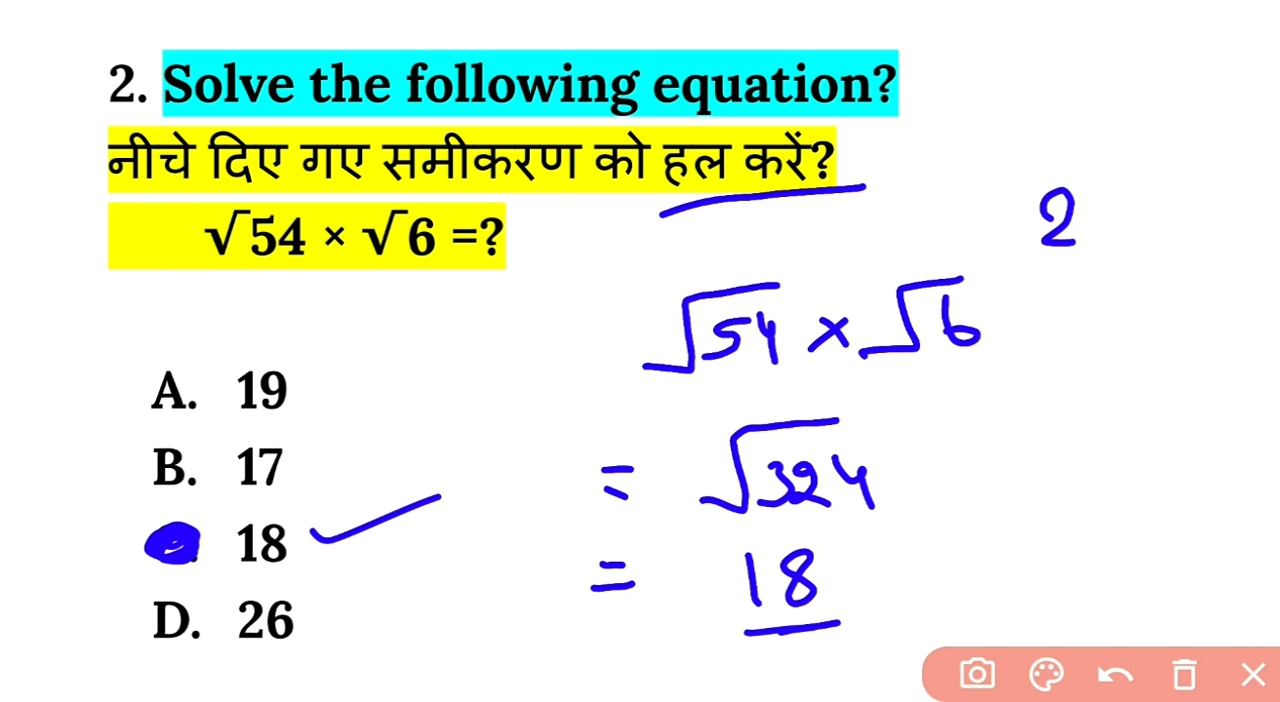 2. Solve the following equation?
नीचे दिए गए समीकरण को हल करें?
√54 × √6 =?
2
√54 × √6
A. 19
= √324
B. 17
18
= 18
D. 26